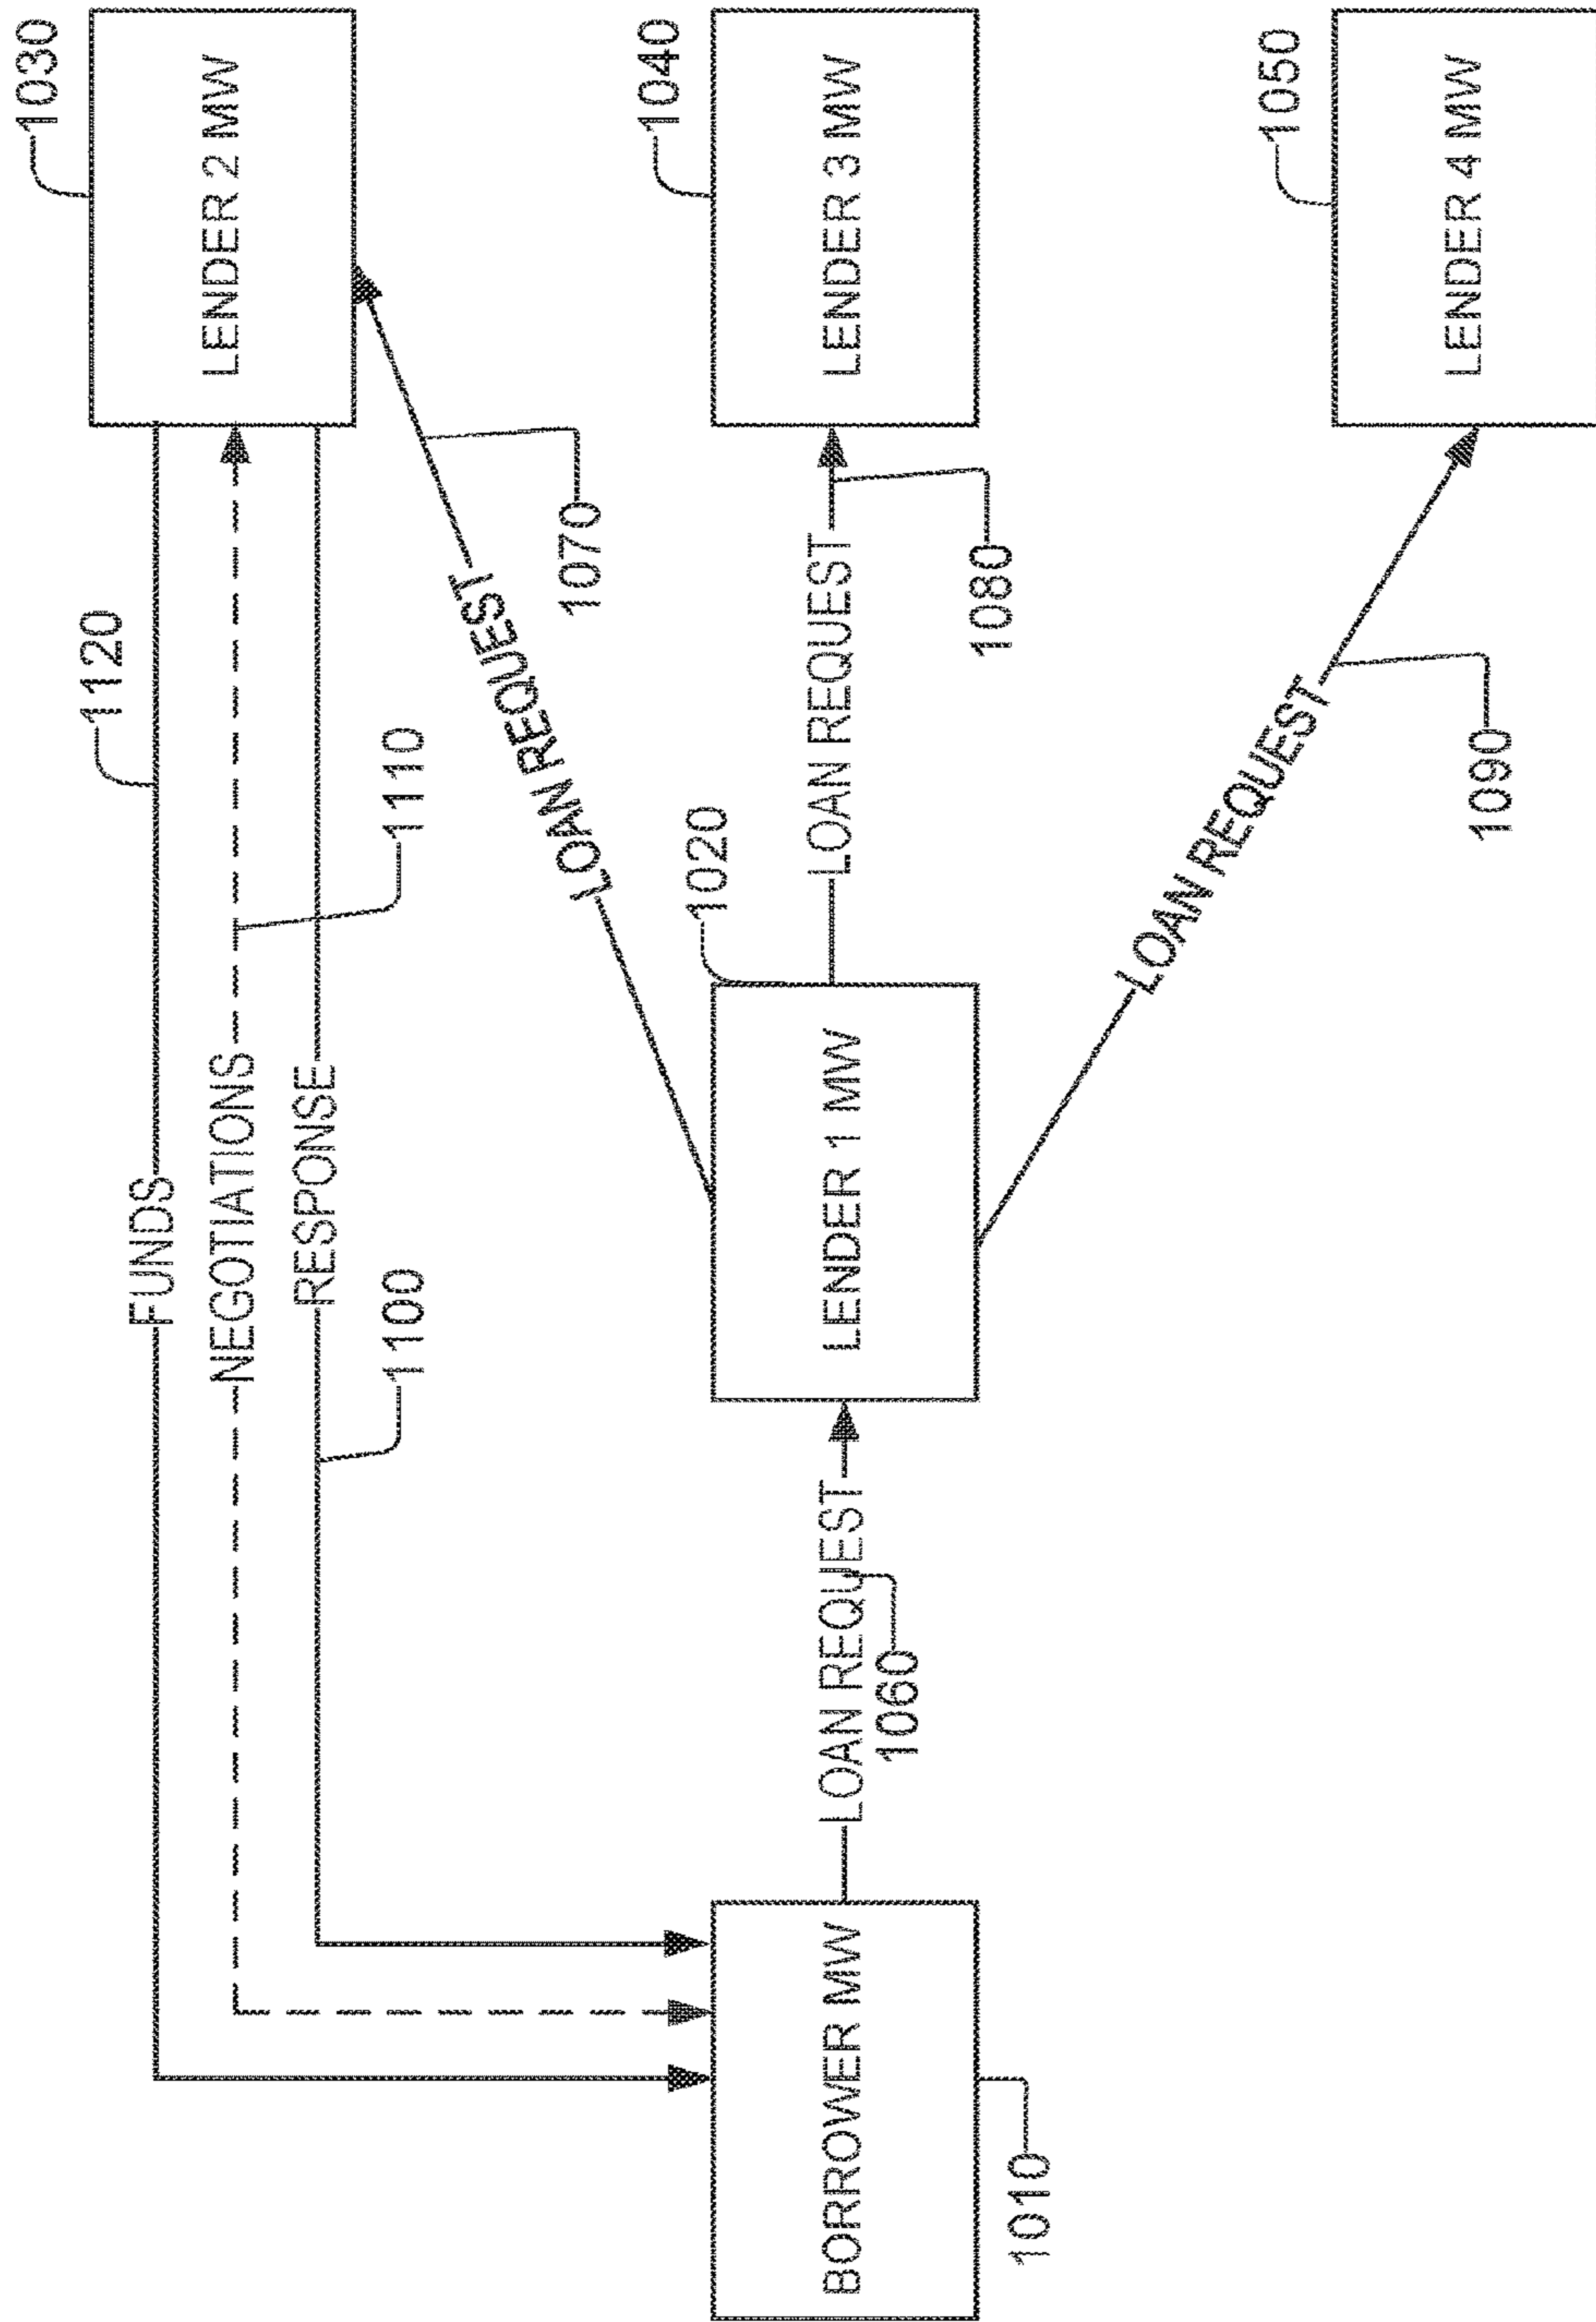 1120
FUNDS
NEGOTIATIONS
RESPONSE
1110
1100
1030
LENDER 2 MW
LOAN REQUEST
1070
BORROWER MW
1010
LOAN REQUEST
1060
LENDER 1 MW
1020
LOAN REQUEST
1080
1040
LENDER 3 MW
LOAN REQUEST
1090
1050
LENDER 4 MW